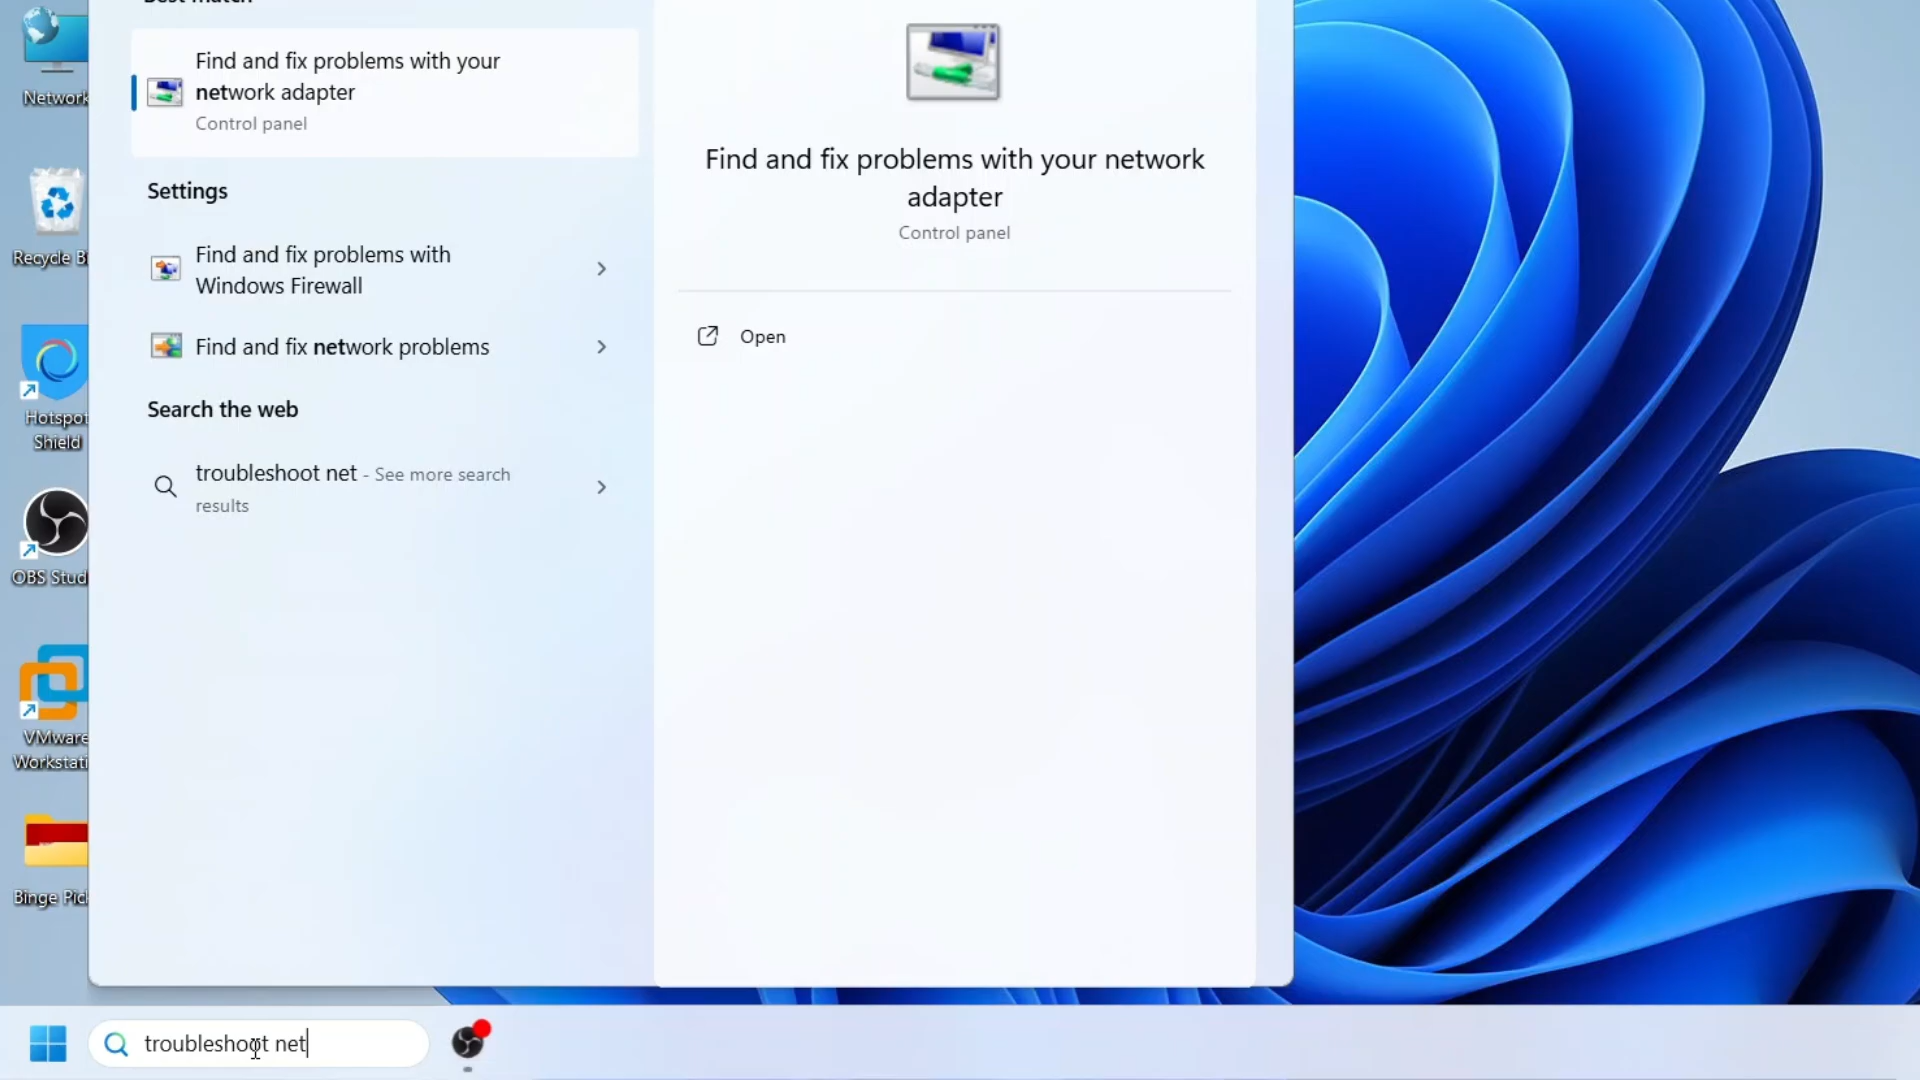 Best match
Find and fix problems with your
network adapter
Control panel
Settings
Find and fix problems with
Windows Firewall
Find and fix network problems
Search the web
troubleshoot net - See more search
results
Find and fix problems with your network
adapter
Control panel
Open
Network
Recycle B
Hotspot
Shield
OBS Stud
VMware
Workstati
Binge Pic
troubleshoot net